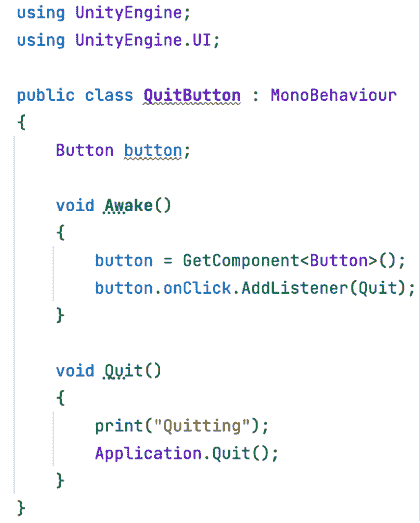 using UnityEngine;
using UnityEngine.UI;

public class QuitButton : MonoBehaviour
{
    Button button;

    void Awake()
    {
        button = GetComponent<Button>();
        button.onClick.AddListener(Quit);
    }

    void Quit()
    {
        print("Quitting");
        Application.Quit();
    }
}